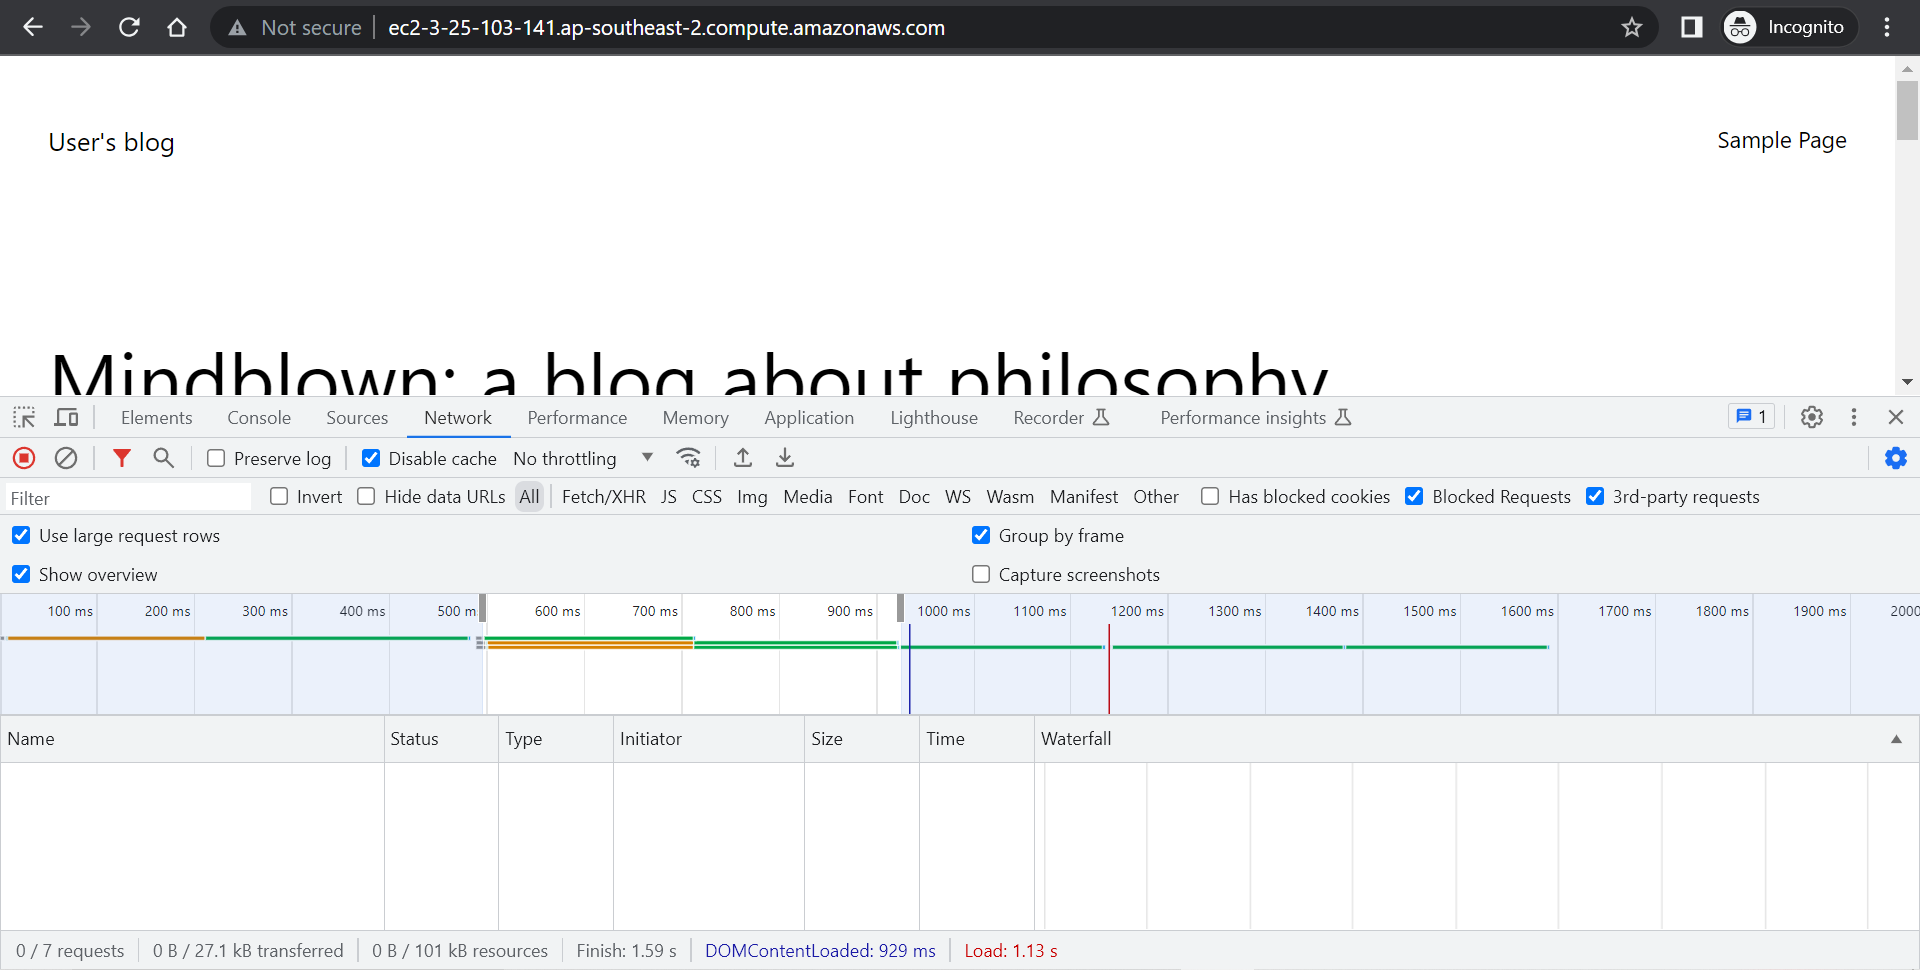 Not secure ec2-3-25-103-141.ap-southeast-2.compute.amazonaws.com Incognito
User's blog Sample Page
Mindblown: a blog about philosophy
Elements Console Sources Network Performance Memory Application Lighthouse Recorder Performance insights 1
Preserve log Disable cache No throttling
Filter Invert Hide data URLs All Fetch/XHR JS CSS Img Media Font Doc WS Wasm Manifest Other Has blocked cookies Blocked Requests 3rd-party requests
Use large request rows Group by frame
Show overview Capture screenshots
100 ms 200 ms 300 ms 400 ms 500 m 600 ms 700 ms 800 ms 900 ms 1000 ms 1100 ms 1200 ms 1300 ms 1400 ms 1500 ms 1600 ms 1700 ms 1800 ms 1900 ms 2000
Name Status Type Initiator Size Time Waterfall
0 / 7 requests 0 B / 27.1 kB transferred 0 B / 101 kB resources Finish: 1.59 s DOMContentLoaded: 929 ms Load: 1.13 s